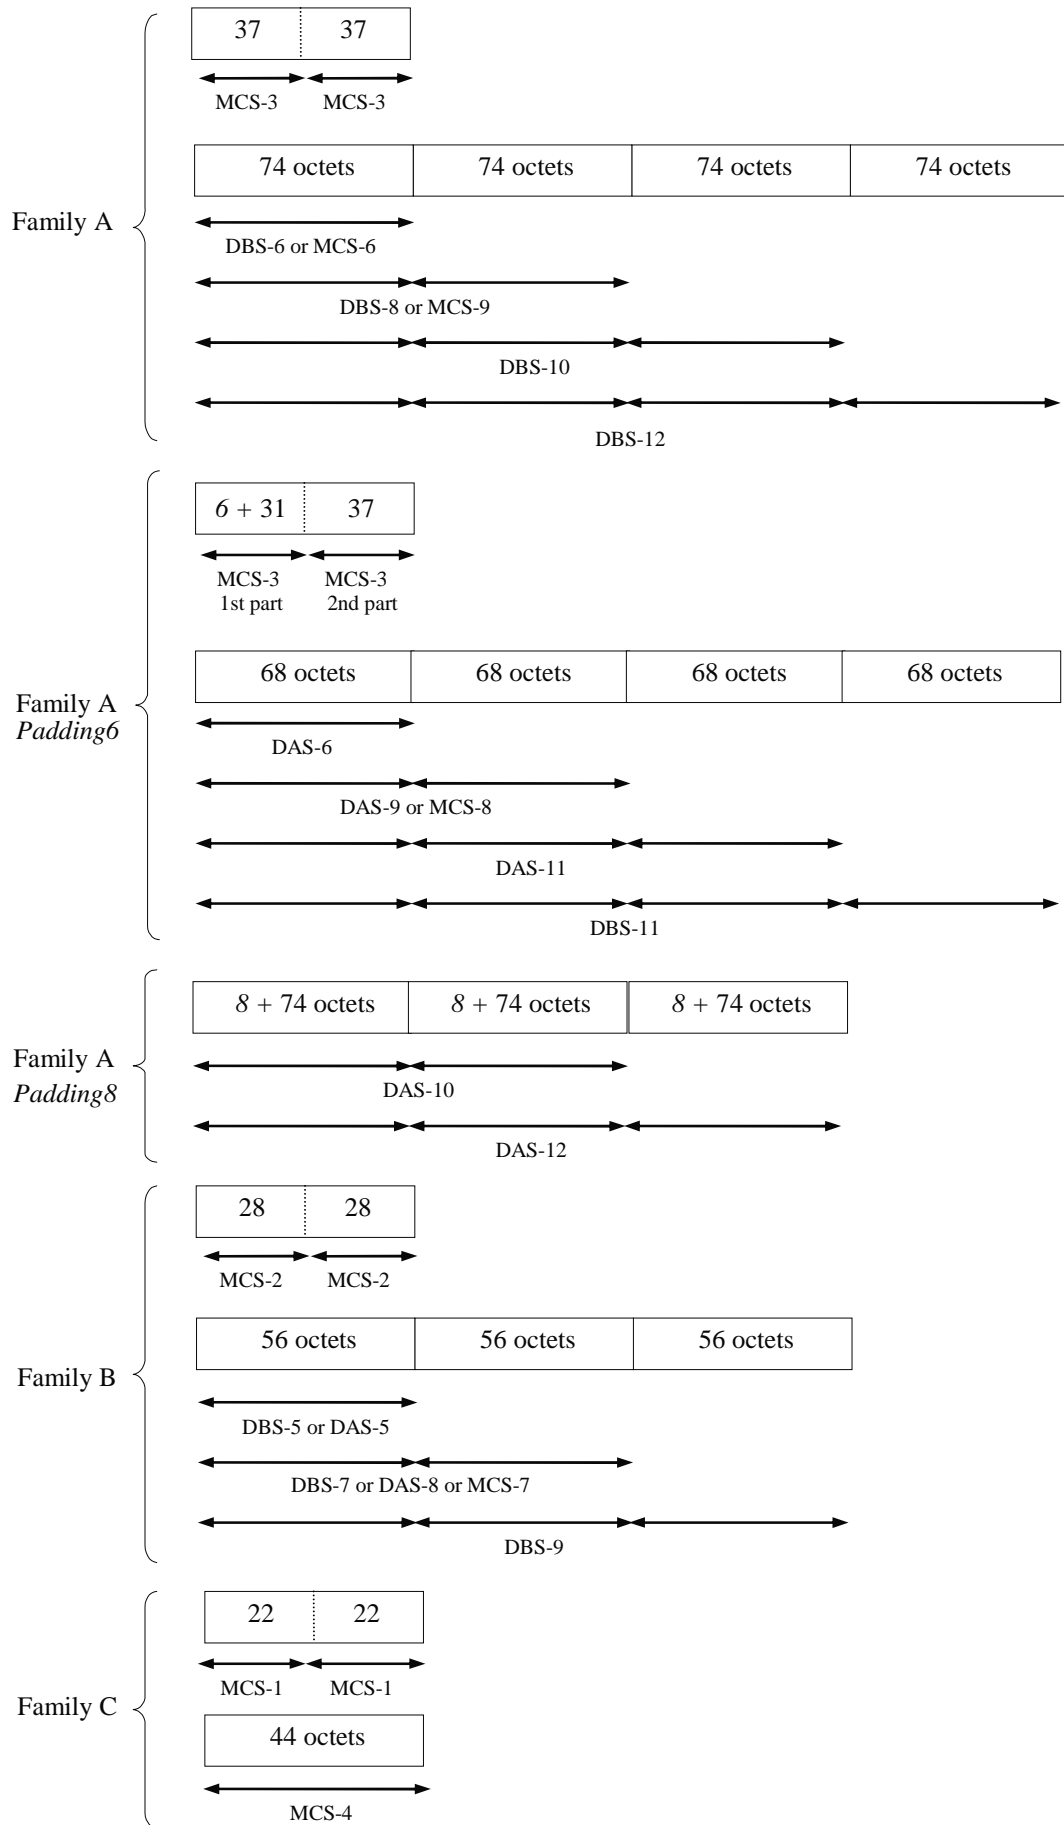 37 37
MCS-3 MCS-3
74 octets 74 octets 74 octets 74 octets
Family A
DBS-6 or MCS-6
DBS-8 or MCS-9
DBS-10
DBS-12
6 + 31 37
MCS-3 MCS-3
1st part 2nd part
68 octets 68 octets 68 octets 68 octets
Family A
Padding6
DAS-6
DAS-9 or MCS-8
DAS-11
DBS-11
8 + 74 octets 8 + 74 octets 8 + 74 octets
Family A
Padding8
DAS-10
DAS-12
28 28
MCS-2 MCS-2
56 octets 56 octets 56 octets
Family B
DBS-5 or DAS-5
DBS-7 or DAS-8 or MCS-7
DBS-9
22 22
MCS-1 MCS-1
Family C
44 octets
MCS-4